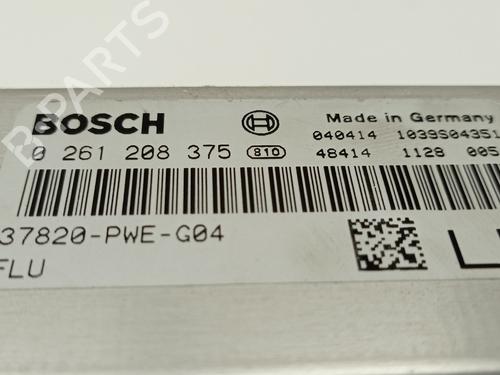 B-PARTS
BOSCH
Made in Germany
040414 1039S04351
0 261 208 375 810 48414 1128 005
37820-PWE-G04
FLU